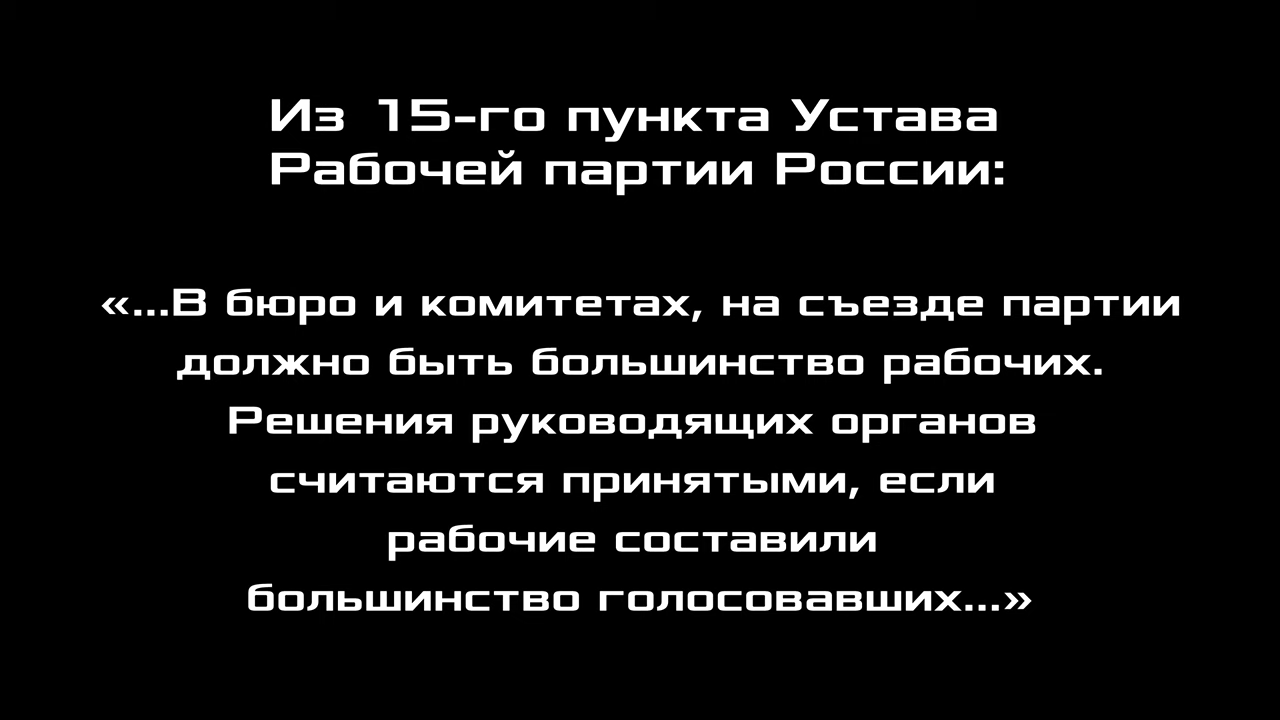 Из 15-го пункта Устава
Рабочей партии России:
«...В бюро и комитетах, на съезде партии
должно быть большинство рабочих.
Решения руководящих органов
считаются принятыми, если
рабочие составили
большинство голосовавших...»